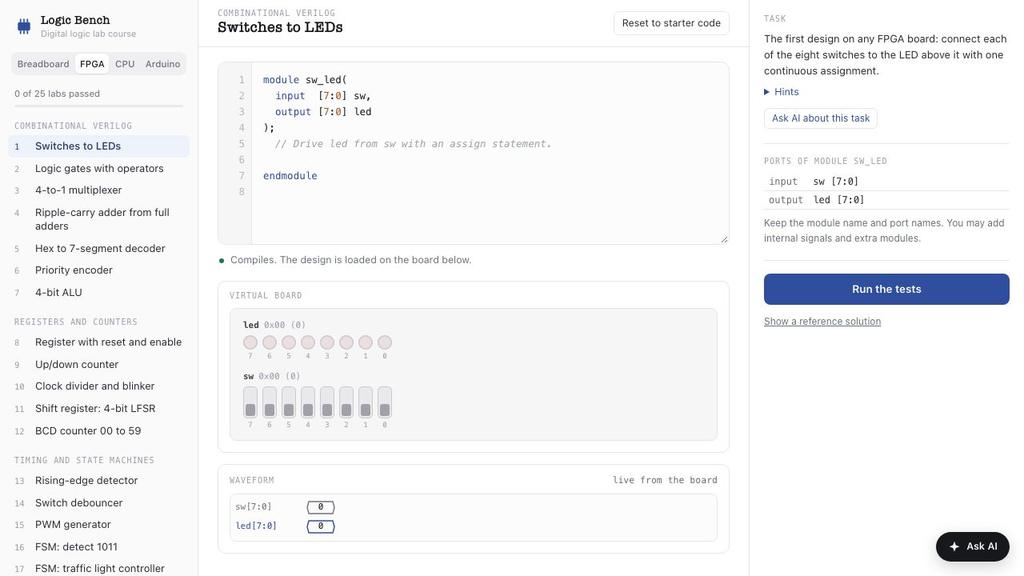 Logic Bench
Digital logic lab course
Breadboard FPGA CPU Arduino
0 of 25 labs passed
COMBINATIONAL VERILOG
1 Switches to LEDs
2 Logic gates with operators
3 4-to-1 multiplexer
4 Ripple-carry adder from full
adders
5 Hex to 7-segment decoder
6 Priority encoder
7 4-bit ALU
REGISTERS AND COUNTERS
8 Register with reset and enable
9 Up/down counter
10 Clock divider and blinker
11 Shift register: 4-bit LFSR
12 BCD counter 00 to 59
TIMING AND STATE MACHINES
13 Rising-edge detector
14 Switch debouncer
15 PWM generator
16 FSM: detect 1011
17 FSM: traffic light controller
COMBINATIONAL VERILOG
Switches to LEDs
Reset to starter code
1 module sw_led(
2 input [7:0] sw,
3 output [7:0] led
4 );
5 // Drive led from sw with an assign statement.
6
7 endmodule
8
Compiles. The design is loaded on the board below.
VIRTUAL BOARD
led 0x00 (0)
7 6 5 4 3 2 1 0
sw 0x00 (0)
7 6 5 4 3 2 1 0
WAVEFORM live from the board
sw[7:0] 0
led[7:0] 0
TASK
The first design on any FPGA board: connect each
of the eight switches to the LED above it with one
continuous assignment.
Hints
Ask AI about this task
PORTS OF MODULE SW_LED
input sw [7:0]
output led [7:0]
Keep the module name and port names. You may add
internal signals and extra modules.
Run the tests
Show a reference solution
Ask AI